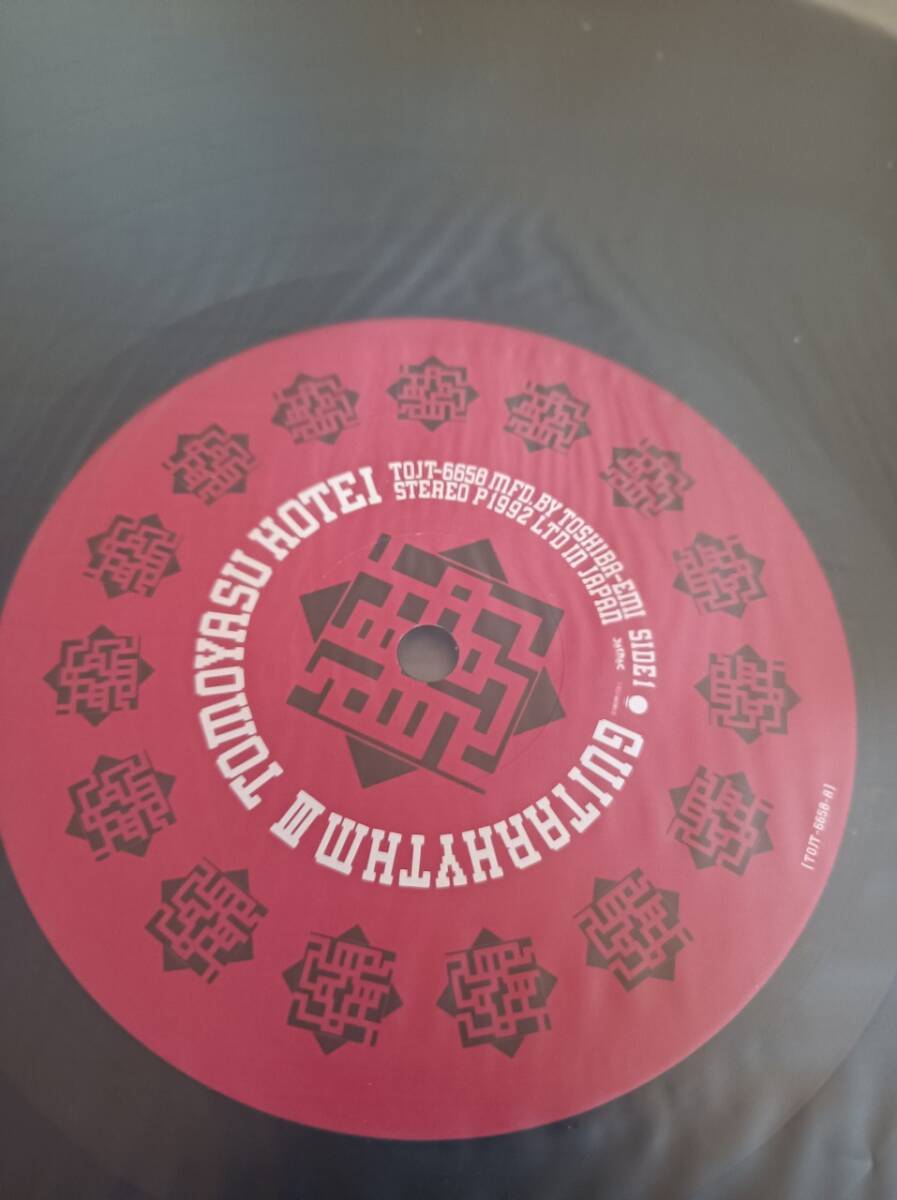 TOMOYASU HOTEI
TOJT-6658 MFD. BY TOSHIBA-EMI
STEREO P 1992 LTD IN JAPAN
SIDE 1
GUITARHYTHM III
[TOJT-6658-A]